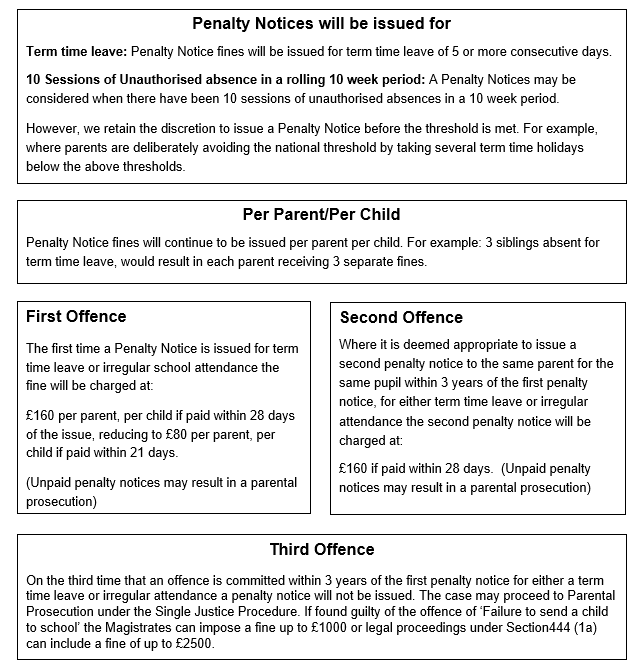 Penalty Notices will be issued for
Term time leave: Penalty Notice fines will be issued for term time leave of 5 or more consecutive days.
10 Sessions of Unauthorised absence in a rolling 10 week period: A Penalty Notices may be
considered when there have been 10 sessions of unauthorised absences in a 10 week period.
However, we retain the discretion to issue a Penalty Notice before the threshold is met. For example,
where parents are deliberately avoiding the national threshold by taking several term time holidays
below the above thresholds.
Per Parent/Per Child
Penalty Notice fines will continue to be issued per parent per child. For example: 3 siblings absent for
term time leave, would result in each parent receiving 3 separate fines.
First Offence
The first time a Penalty Notice is issued for term
time leave or irregular school attendance the
fine will be charged at:
£160 per parent, per child if paid within 28 days
of the issue, reducing to £80 per parent, per
child if paid within 21 days.
(Unpaid penalty notices may result in a parental
prosecution)
Second Offence
Where it is deemed appropriate to issue a
second penalty notice to the same parent for the
same pupil within 3 years of the first penalty
notice, for either term time leave or irregular
attendance the second penalty notice will be
charged at:
£160 if paid within 28 days. (Unpaid penalty
notices may result in a parental prosecution)
Third Offence
On the third time that an offence is committed within 3 years of the first penalty notice for either a term
time leave or irregular attendance a penalty notice will not be issued. The case may proceed to Parental
Prosecution under the Single Justice Procedure. If found guilty of the offence of ‘Failure to send a child
to school’ the Magistrates can impose a fine up to £1000 or legal proceedings under Section444 (1a)
can include a fine of up to £2500.